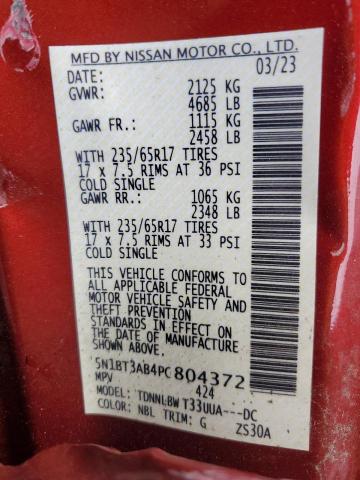 MFD BY NISSAN MOTOR CO., LTD.
DATE: 03/23
GVWR: 2125 KG
4685 LB
GAWR FR.: 1115 KG
2458 LB
WITH 235/65R17 TIRES
17 x 7.5 RIMS AT 36 PSI
COLD SINGLE
GAWR RR.: 1065 KG
2348 LB
WITH 235/65R17 TIRES
17 x 7.5 RIMS AT 33 PSI
COLD SINGLE
THIS VEHICLE CONFORMS TO
ALL APPLICABLE FEDERAL
MOTOR VEHICLE SAFETY AND
THEFT PREVENTION
STANDARDS IN EFFECT ON
THE DATE OF MANUFACTURE
SHOWN ABOVE.
5N1BT3AB4PC804372
MPV 424
MODEL: TDNNLBW T33UUA---DC
COLOR: NBL TRIM: G ZS30A